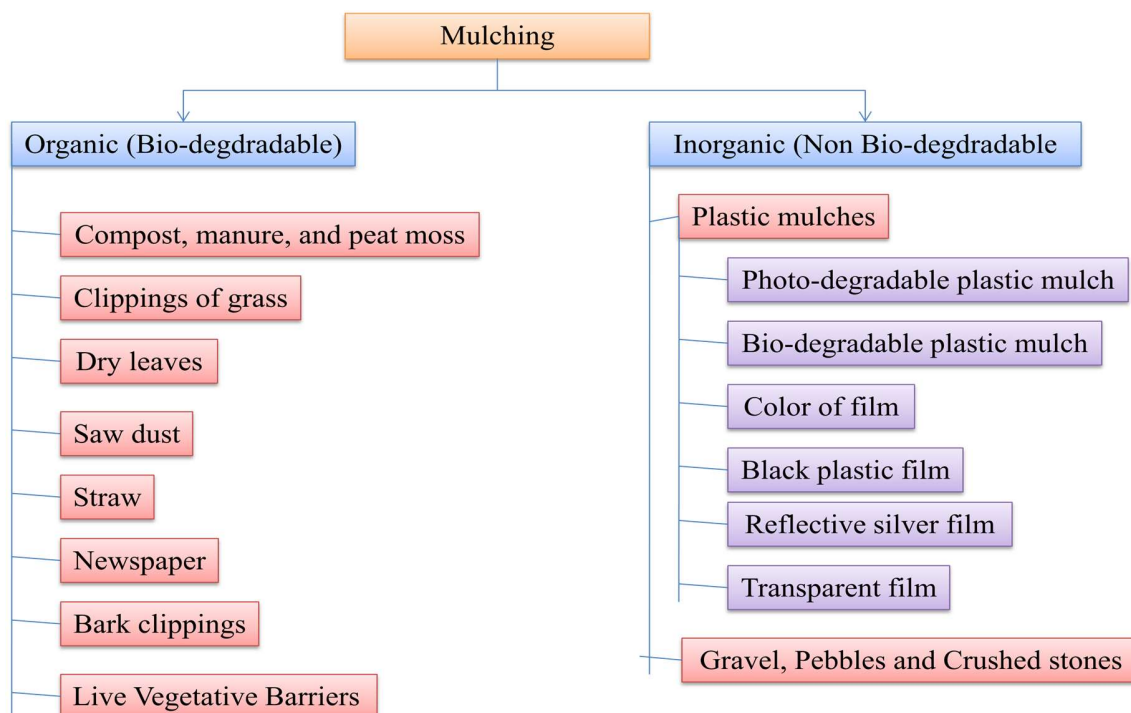 Mulching
Organic (Bio-degdradable)
Compost, manure, and peat moss
Clippings of grass
Dry leaves
Saw dust
Straw
Newspaper
Bark clippings
Live Vegetative Barriers
Inorganic (Non Bio-degdradable
Plastic mulches
Photo-degradable plastic mulch
Bio-degradable plastic mulch
Color of film
Black plastic film
Reflective silver film
Transparent film
Gravel, Pebbles and Crushed stones